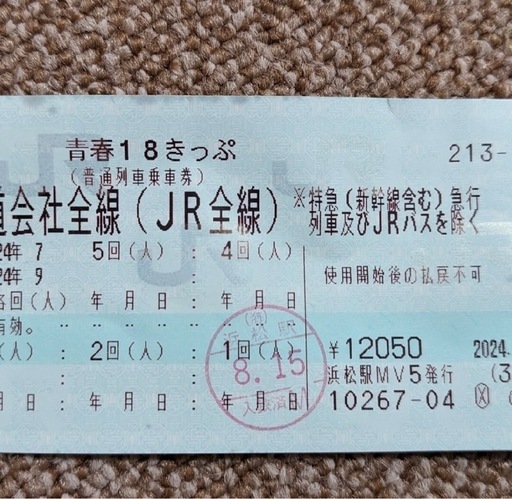 青春18きっぷ
213-
(普通列車乗車券)
道会社全線(JR全線)
※特急(新幹線含む)急行
列車及びJRバスを除く
24年 7 5回(人) : 4回(人) :
24年 9
使用開始後の払戻不可
各回(人) : 年 月 日 : 年 月 日 :
有効。
(人) : 2回(人) : 1回(人) :
¥12050 2024.
浜松駅
8.15
浜松駅MV5発行 (3
月 日 : 年 月 日 : 年 月 日 :
10267-04